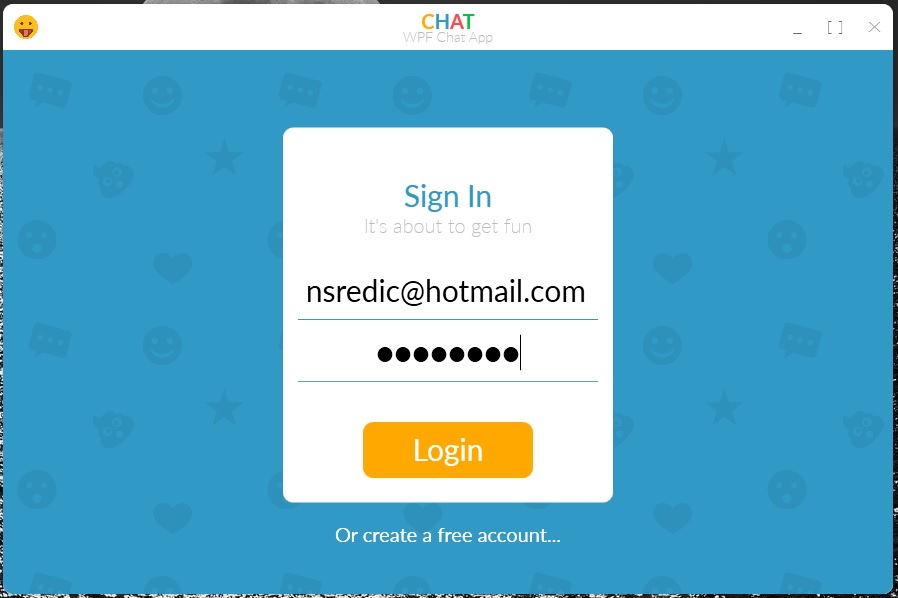 CHAT
WPF Chat App
Sign In
It's about to get fun
nsredic@hotmail.com
●●●●●●●●
Login
Or create a free account...